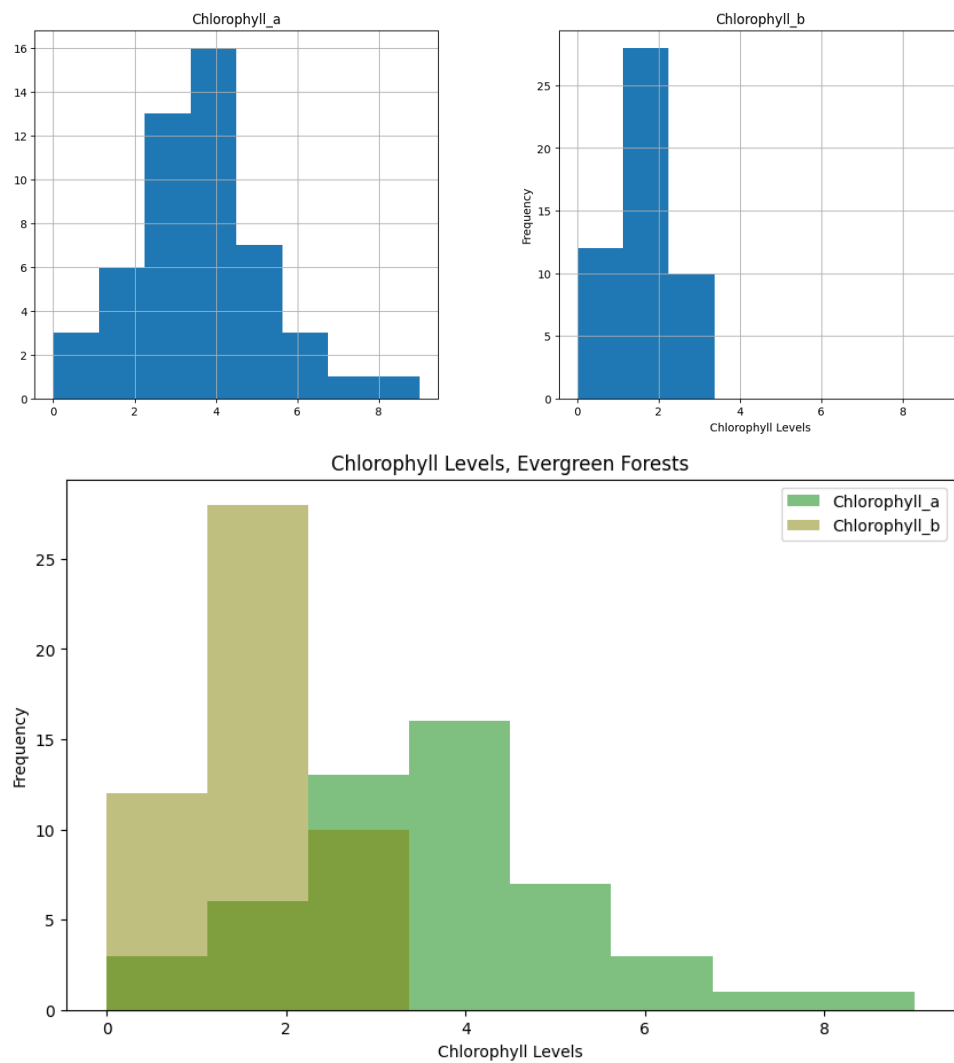 Chlorophyll_a
16
14
12
10
8
6
4
2
0
0 2 4 6 8
Chlorophyll_b
Frequency
25
20
15
10
5
0
0 2 4 6 8
Chlorophyll Levels
Chlorophyll Levels, Evergreen Forests
Chlorophyll_a
Chlorophyll_b
Frequency
25
20
15
10
5
0
0 2 4 6 8
Chlorophyll Levels